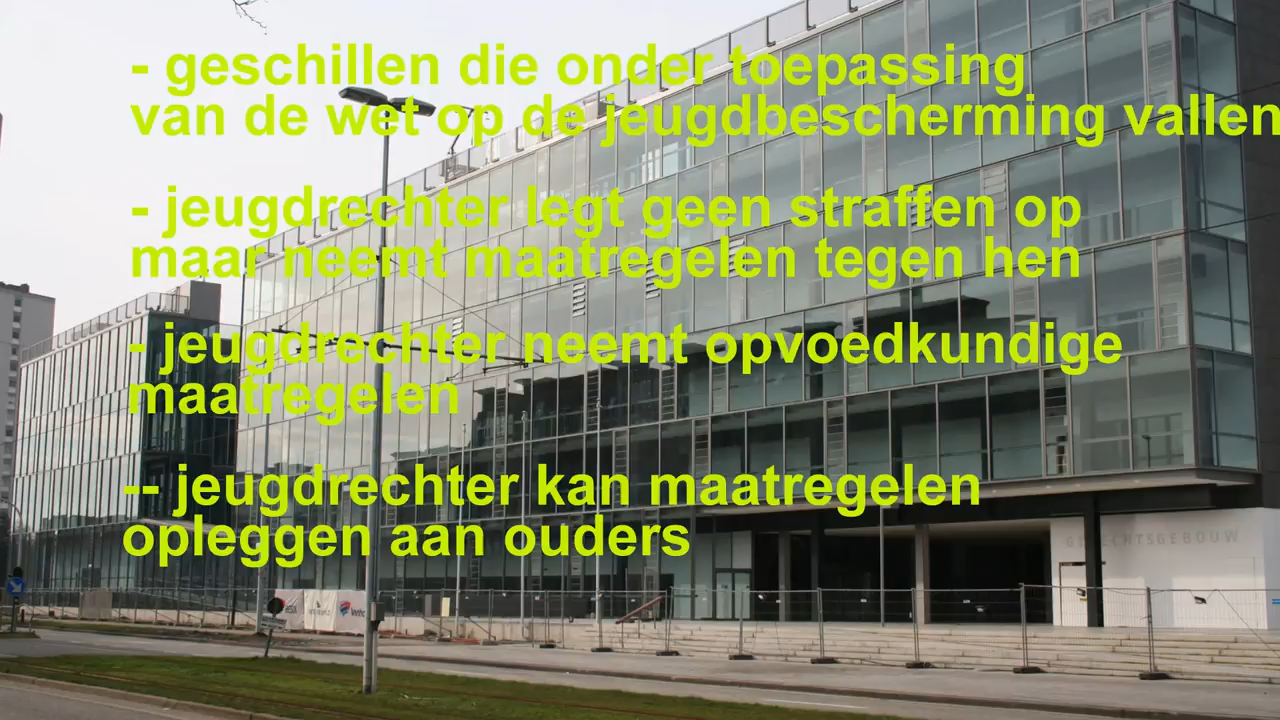 - geschillen die onder toepassing
van de wet op de jeugdbescherming vallen
- jeugdrechter legt geen straffen op
maar neemt maatregelen tegen hen
- jeugdrechter neemt opvoedkundige
maatregelen
-- jeugdrechter kan maatregelen
opleggen aan ouders
GERECHTSGEBOUW